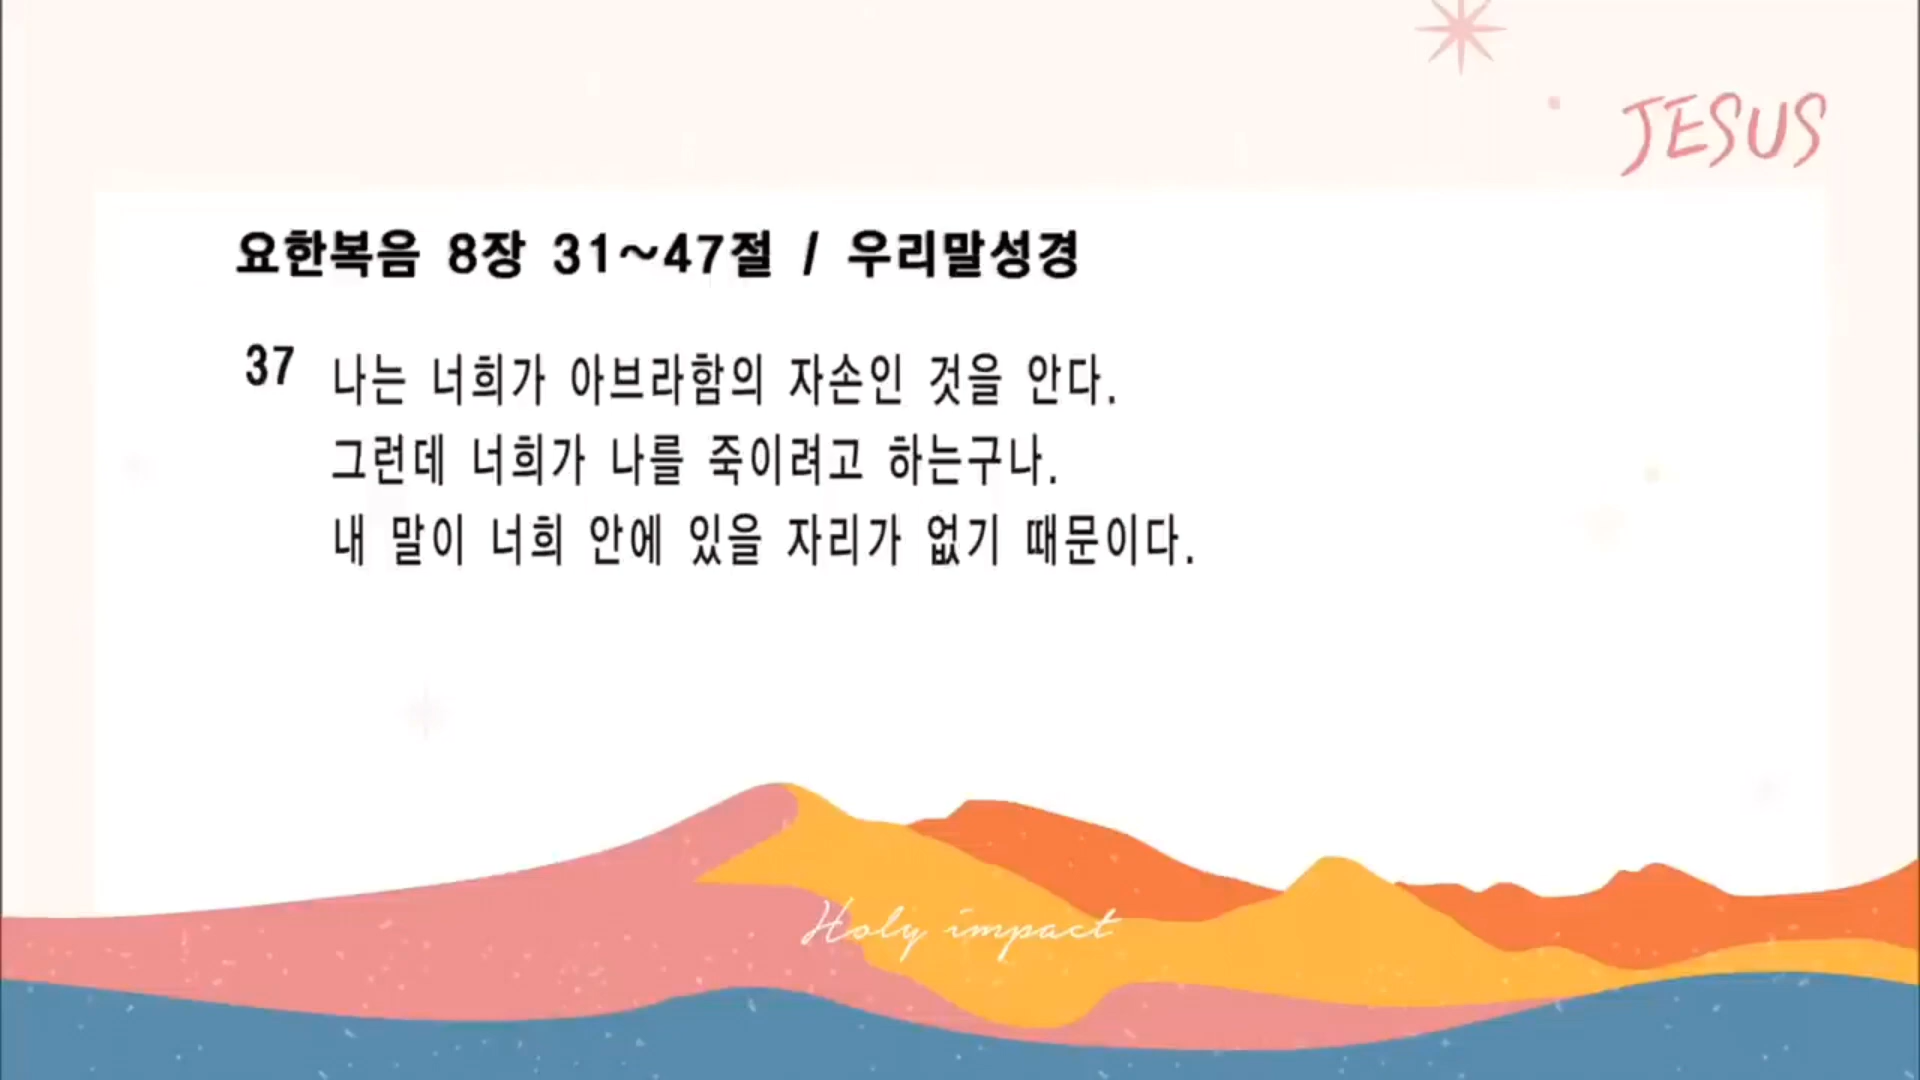 JESUS
요한복음 8장 31~47절 / 우리말성경
37 나는 너희가 아브라함의 자손인 것을 안다.
그런데 너희가 나를 죽이려고 하는구나.
내 말이 너희 안에 있을 자리가 없기 때문이다.
Holy impact